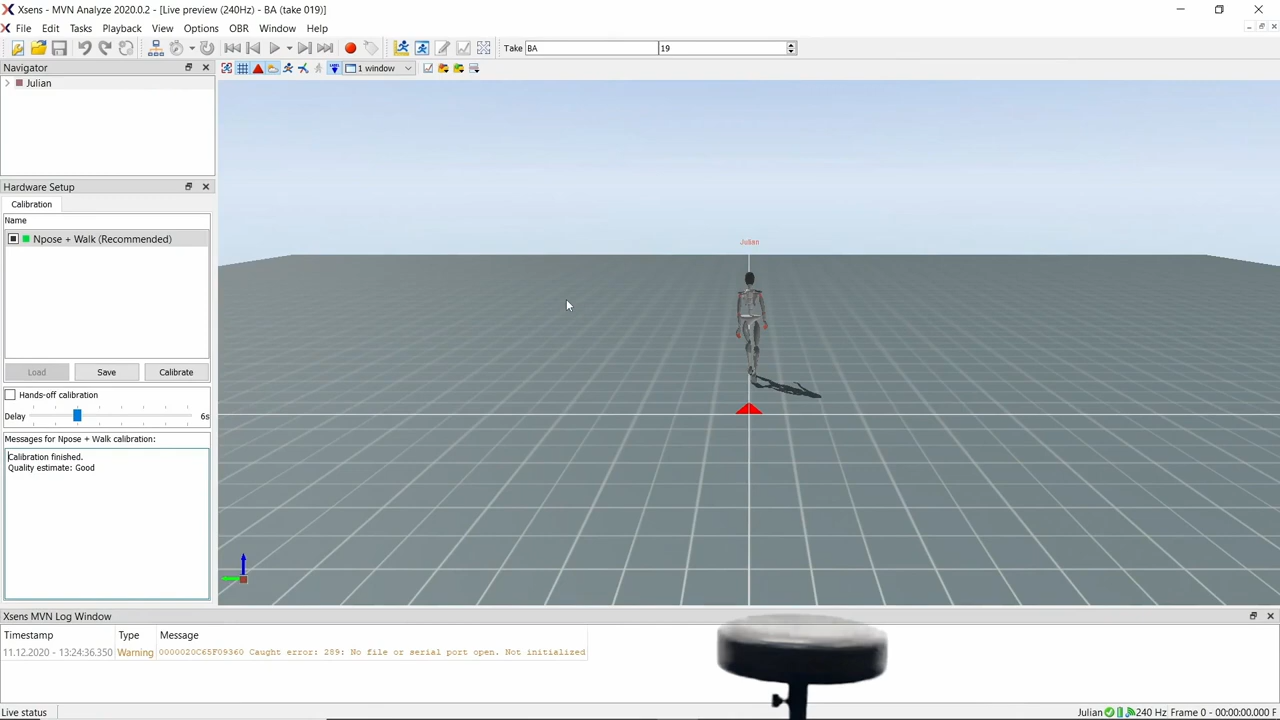 Xsens - MVN Analyze 2020.0.2 - [Live preview (240Hz) - BA (take 019)]
File Edit Tasks Playback View Options OBR Window Help
Take BA 19
Navigator
1 window
Julian
Hardware Setup
Calibration
Name
Npose + Walk (Recommended)
Julian
Load Save Calibrate
Hands-off calibration
Delay 6s
Messages for Npose + Walk calibration:
Calibration finished.
Quality estimate: Good
Xsens MVN Log Window
Timestamp Type Message
11.12.2020 - 13:24:36.350 Warning 0000020C65F09360 Caught error: 289: No file or serial port open. Not initialized
Live status Julian 240 Hz Frame 0 - 00:00:00.000 F